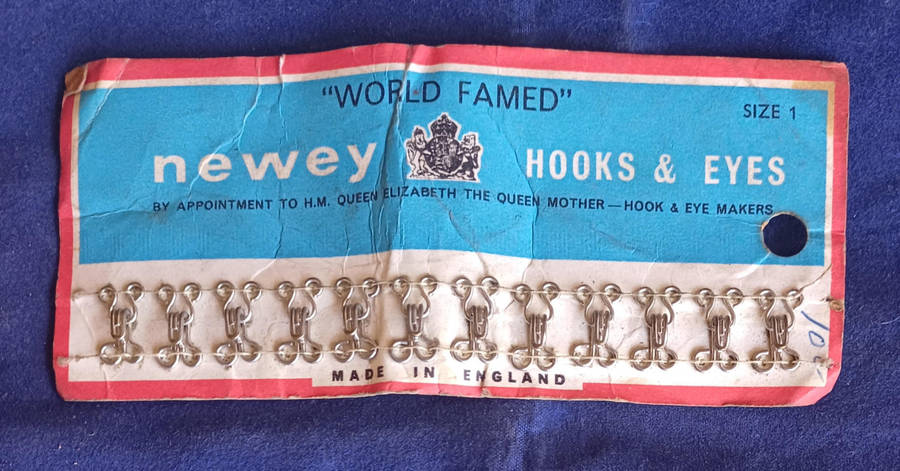 "WORLD FAMED"
SIZE 1
newey HOOKS & EYES
BY APPOINTMENT TO H.M. QUEEN ELIZABETH THE QUEEN MOTHER — HOOK & EYE MAKERS
MADE IN ENGLAND